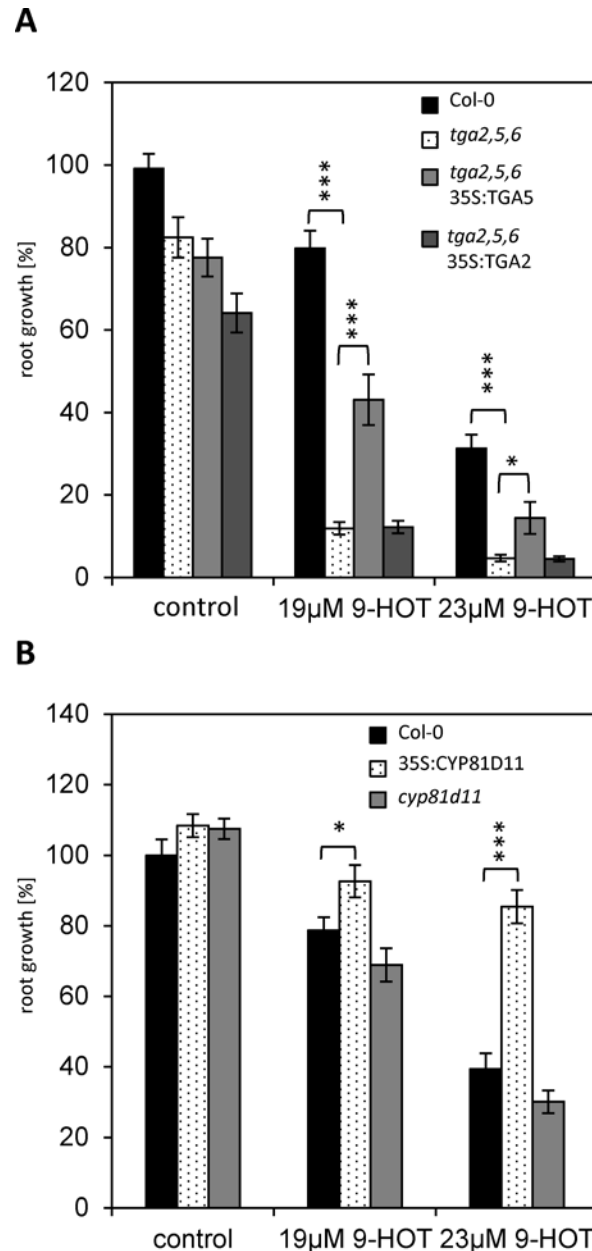 A
120
100
80
60
40
20
0
root growth [%]
Col-0
tga2,5,6
tga2,5,6
35S:TGA5
tga2,5,6
35S:TGA2
***
***
***
*
control
19μM 9-HOT
23μM 9-HOT
B
140
120
100
80
60
40
20
0
root growth [%]
Col-0
35S:CYP81D11
cyp81d11
*
***
control
19μM 9-HOT
23μM 9-HOT